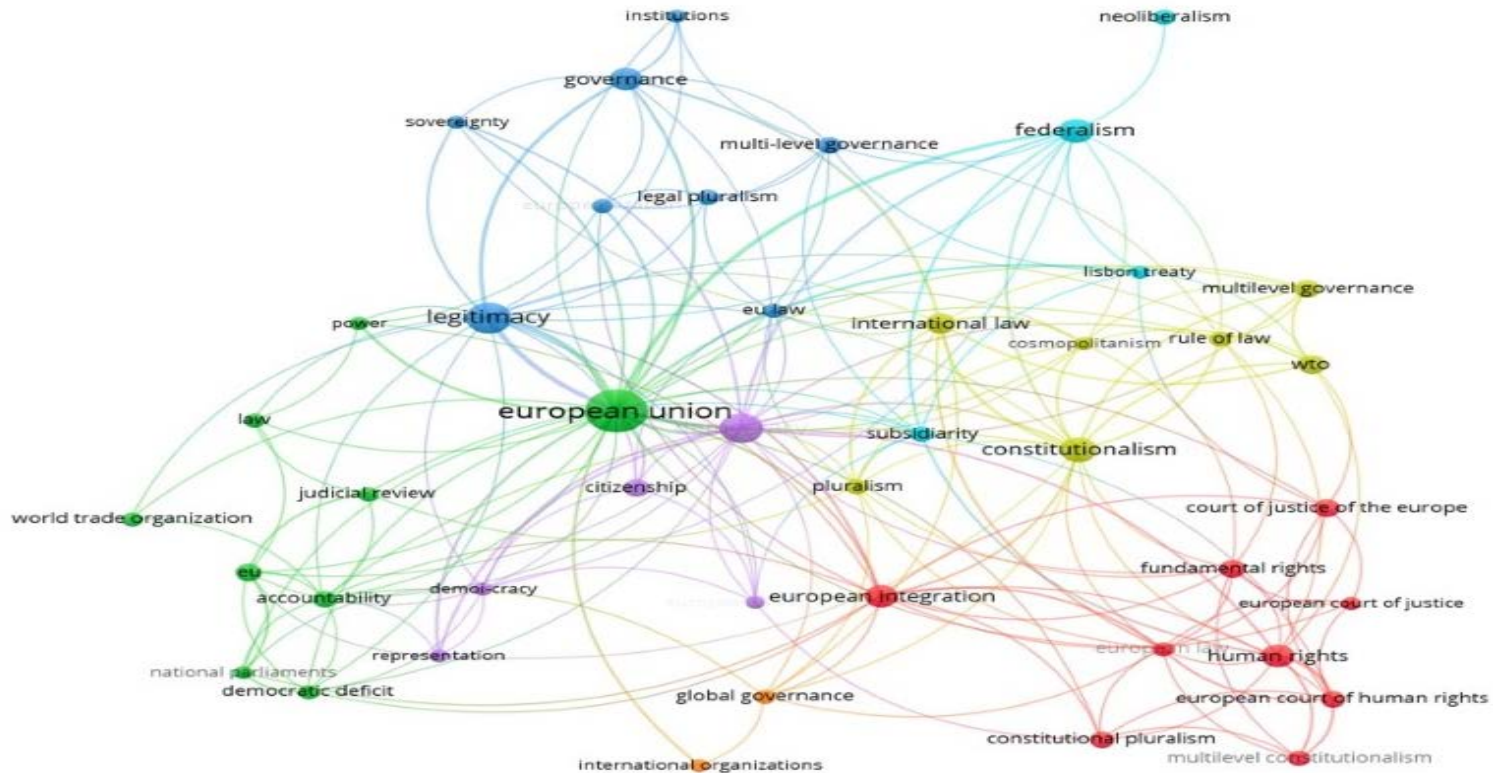 institutions
neoliberalism
governance
sovereignty
federalism
multi-level governance
legal pluralism
lisbon treaty
multilevel governance
legitimacy
power
eu law
international law
cosmopolitanism
rule of law
wto
european union
law
subsidiarity
constitutionalism
citizenship
pluralism
judicial review
world trade organization
court of justice of the europe
eu
accountability
demoi-cracy
european integration
fundamental rights
european court of justice
representation
european law
human rights
national parliaments
democratic deficit
global governance
european court of human rights
constitutional pluralism
multilevel constitutionalism
international organizations